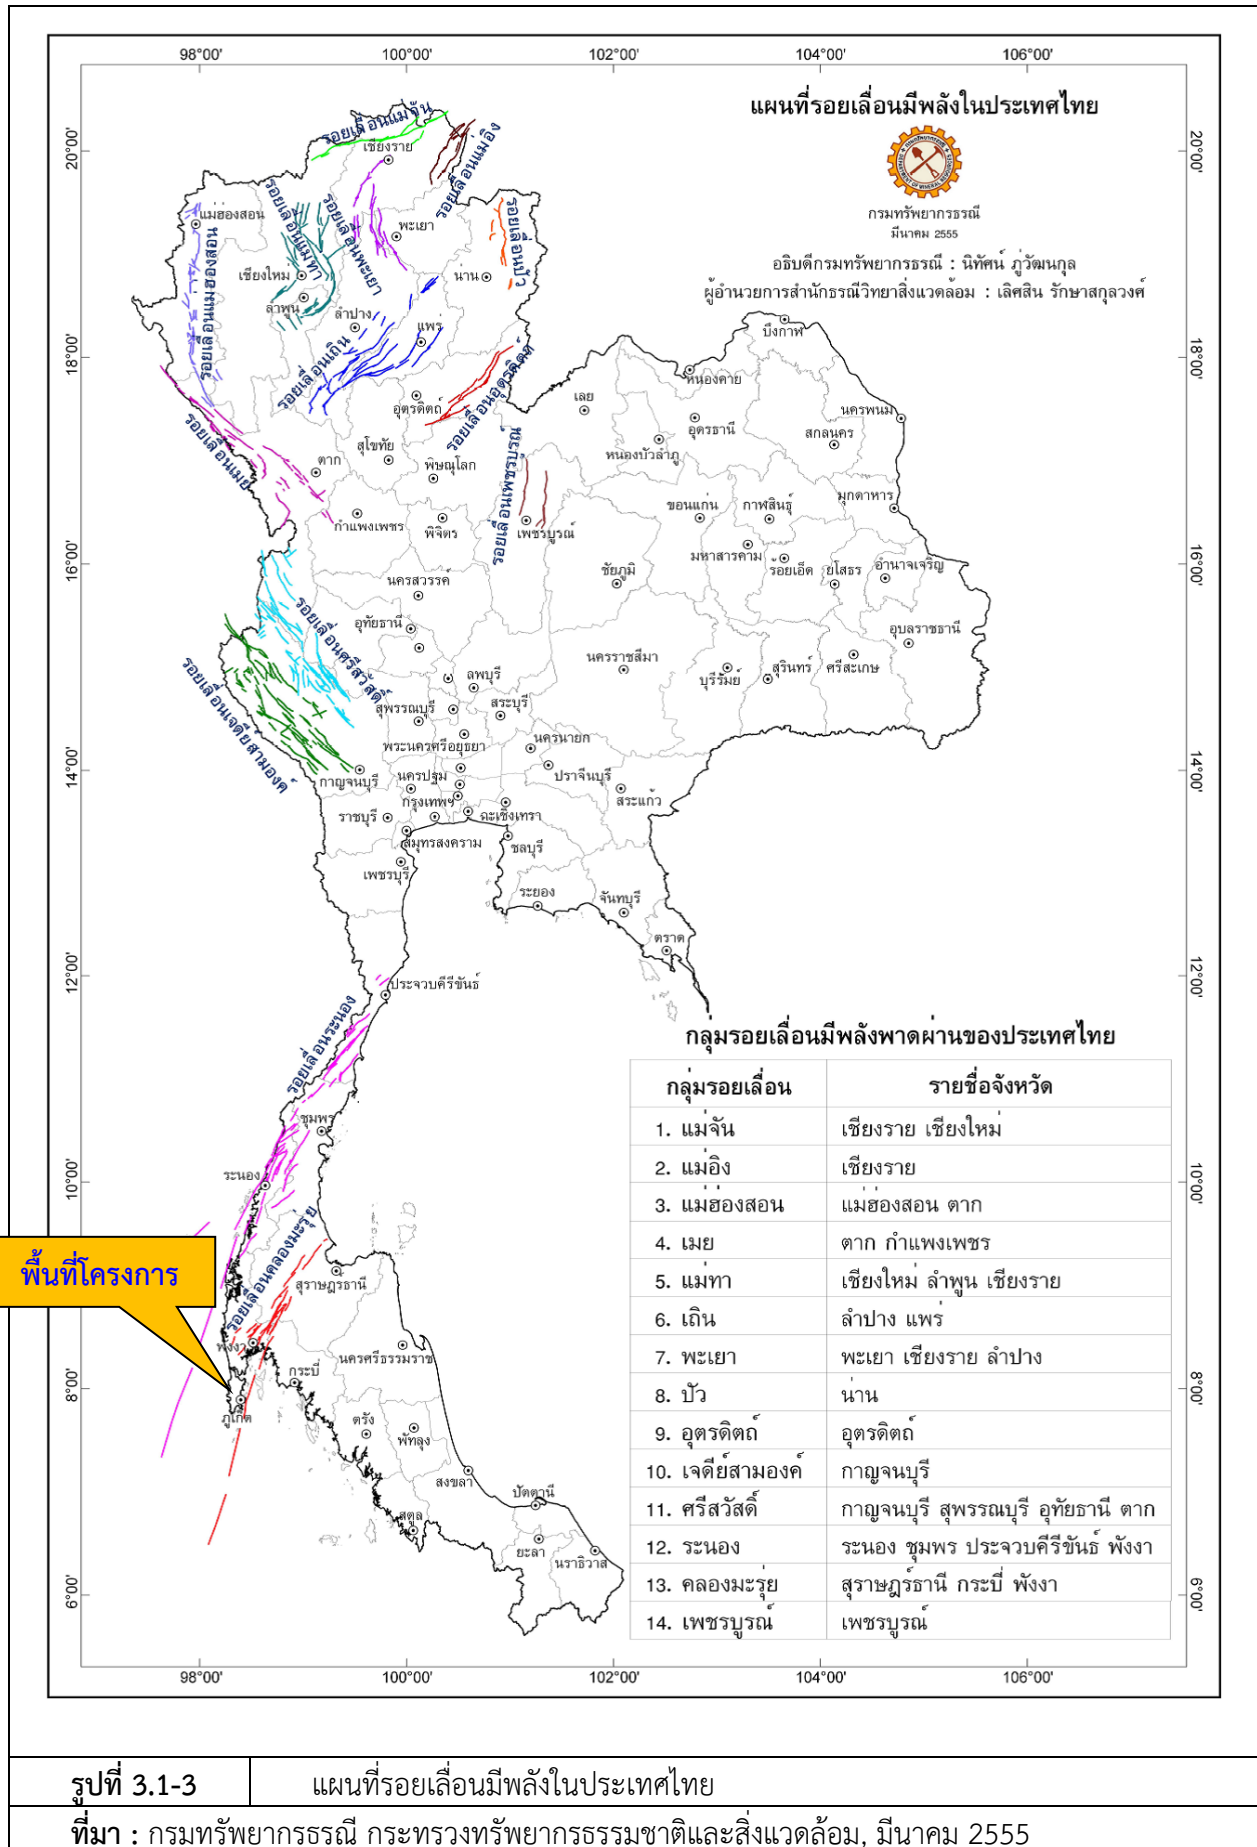 98°00' 100°00' 102°00' 104°00' 106°00'
แผนที่รอยเลื่อนมีพลังในประเทศไทย
กรมทรัพยากรธรณี
มีนาคม 2555
อธิบดีกรมทรัพยากรธรณี : นิทัศน์ ภู่วัฒนกุล
ผู้อำนวยการสำนักธรณีวิทยาสิ่งแวดล้อม : เลิศสิน รักษาสกุลวงศ์
20°00' 20°00'
18°00' 18°00'
16°00' 16°00'
14°00' 14°00'
12°00' 12°00'
10°00' 10°00'
8°00' 8°00'
6°00' 6°00'
รอยเลื่อนแม่จัน
เชียงราย
รอยเลื่อนแม่อิง
แม่ฮ่องสอน
รอยเลื่อนแม่ฮ่องสอน
รอยเลื่อนแม่ทา
รอยเลื่อนพะเยา
พะเยา
รอยเลื่อนปัว
เชียงใหม่
น่าน
ลำพูน
ลำปาง
แพร่
รอยเลื่อนเถิน
รอยเลื่อนอุตรดิตถ์
บึงกาฬ
หนองคาย
เลย
อุตรดิตถ์
อุดรธานี
นครพนม
สกลนคร
หนองบัวลำภู
รอยเลื่อนเมย
สุโขทัย
ตาก
พิษณุโลก
รอยเลื่อนเพชรบูรณ์
กำแพงเพชร
พิจิตร
เพชรบูรณ์
ขอนแก่น
กาฬสินธุ์
มุกดาหาร
มหาสารคาม
ร้อยเอ็ด
ยโสธร
อำนาจเจริญ
ชัยภูมิ
นครสวรรค์
รอยเลื่อนศรีสวัสดิ์
อุทัยธานี
อุบลราชธานี
นครราชสีมา
บุรีรัมย์
สุรินทร์
ศรีสะเกษ
รอยเลื่อนเจดีย์สามองค์
ลพบุรี
สุพรรณบุรี
สระบุรี
พระนครศรีอยุธยา
นครนายก
กาญจนบุรี
นครปฐม
ปราจีนบุรี
กรุงเทพฯ
สระแก้ว
ราชบุรี
ฉะเชิงเทรา
สมุทรสงคราม
ชลบุรี
เพชรบุรี
ระยอง
จันทบุรี
ตราด
ประจวบคีรีขันธ์
รอยเลื่อนระนอง
ชุมพร
ระนอง
รอยเลื่อนคลองมะรุ่ย
พื้นที่โครงการ
สุราษฎร์ธานี
พังงา
นครศรีธรรมราช
กระบี่
ภูเก็ต
ตรัง
พัทลุง
สงขลา
ปัตตานี
สตูล
ยะลา
นราธิวาส
กลุ่มรอยเลื่อนมีพลังพาดผ่านของประเทศไทย
กลุ่มรอยเลื่อน รายชื่อจังหวัด
1. แม่จัน เชียงราย เชียงใหม่
2. แม่อิง เชียงราย
3. แม่ฮ่องสอน แม่ฮ่องสอน ตาก
4. เมย ตาก กำแพงเพชร
5. แม่ทา เชียงใหม่ ลำพูน เชียงราย
6. เถิน ลำปาง แพร่
7. พะเยา พะเยา เชียงราย ลำปาง
8. ปัว น่าน
9. อุตรดิตถ์ อุตรดิตถ์
10. เจดีย์สามองค์ กาญจนบุรี
11. ศรีสวัสดิ์ กาญจนบุรี สุพรรณบุรี อุทัยธานี ตาก
12. ระนอง ระนอง ชุมพร ประจวบคีรีขันธ์ พังงา
13. คลองมะรุ่ย สุราษฎร์ธานี กระบี่ พังงา
14. เพชรบูรณ์ เพชรบูรณ์
98°00' 100°00' 102°00' 104°00' 106°00'
รูปที่ 3.1-3 แผนที่รอยเลื่อนมีพลังในประเทศไทย
ที่มา : กรมทรัพยากรธรณี กระทรวงทรัพยากรธรรมชาติและสิ่งแวดล้อม, มีนาคม 2555